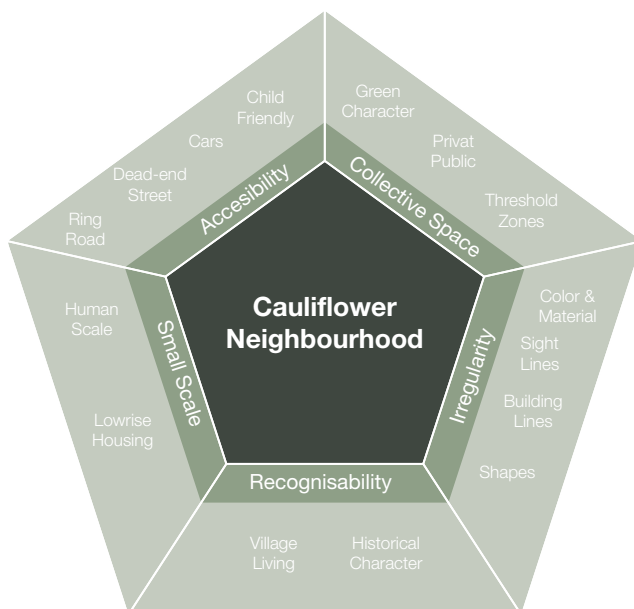 Child
Friendly
Cars
Dead-end
Street
Ring
Road
Accesibility
Green
Character
Privat
Public
Threshold
Zones
Collective Space
Color &
Material
Sight
Lines
Building
Lines
Shapes
Irregularity
Cauliflower
Neighbourhood
Human
Scale
Lowrise
Housing
Small Scale
Recognisability
Village
Living
Historical
Character